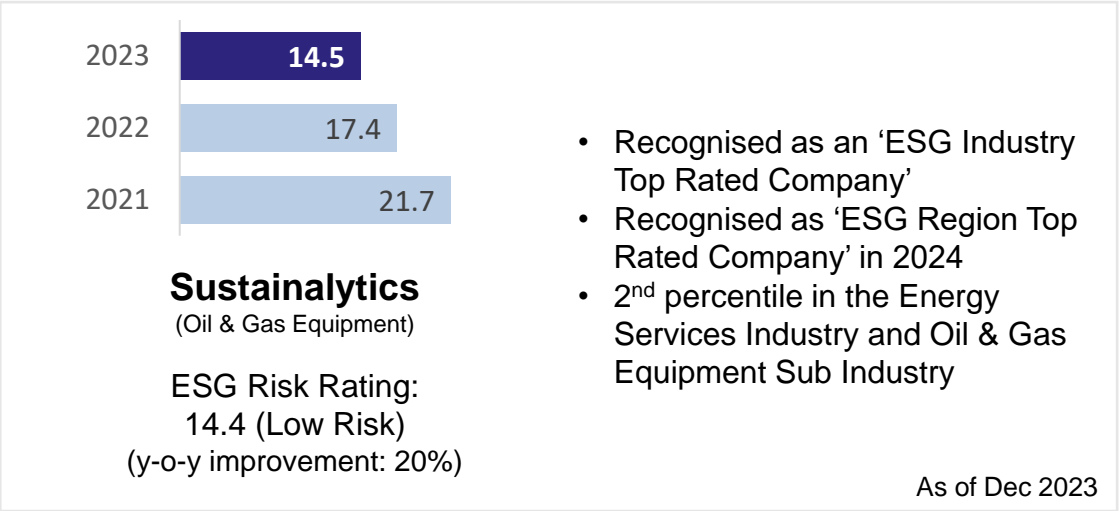 2023
14.5
2022
17.4
2021
21.7
Sustainalytics
(Oil & Gas Equipment)
ESG Risk Rating:
14.4 (Low Risk)
(y-o-y improvement: 20%)
• Recognised as an ‘ESG Industry
Top Rated Company’
• Recognised as ‘ESG Region Top
Rated Company’ in 2024
• 2nd percentile in the Energy
Services Industry and Oil & Gas
Equipment Sub Industry
As of Dec 2023